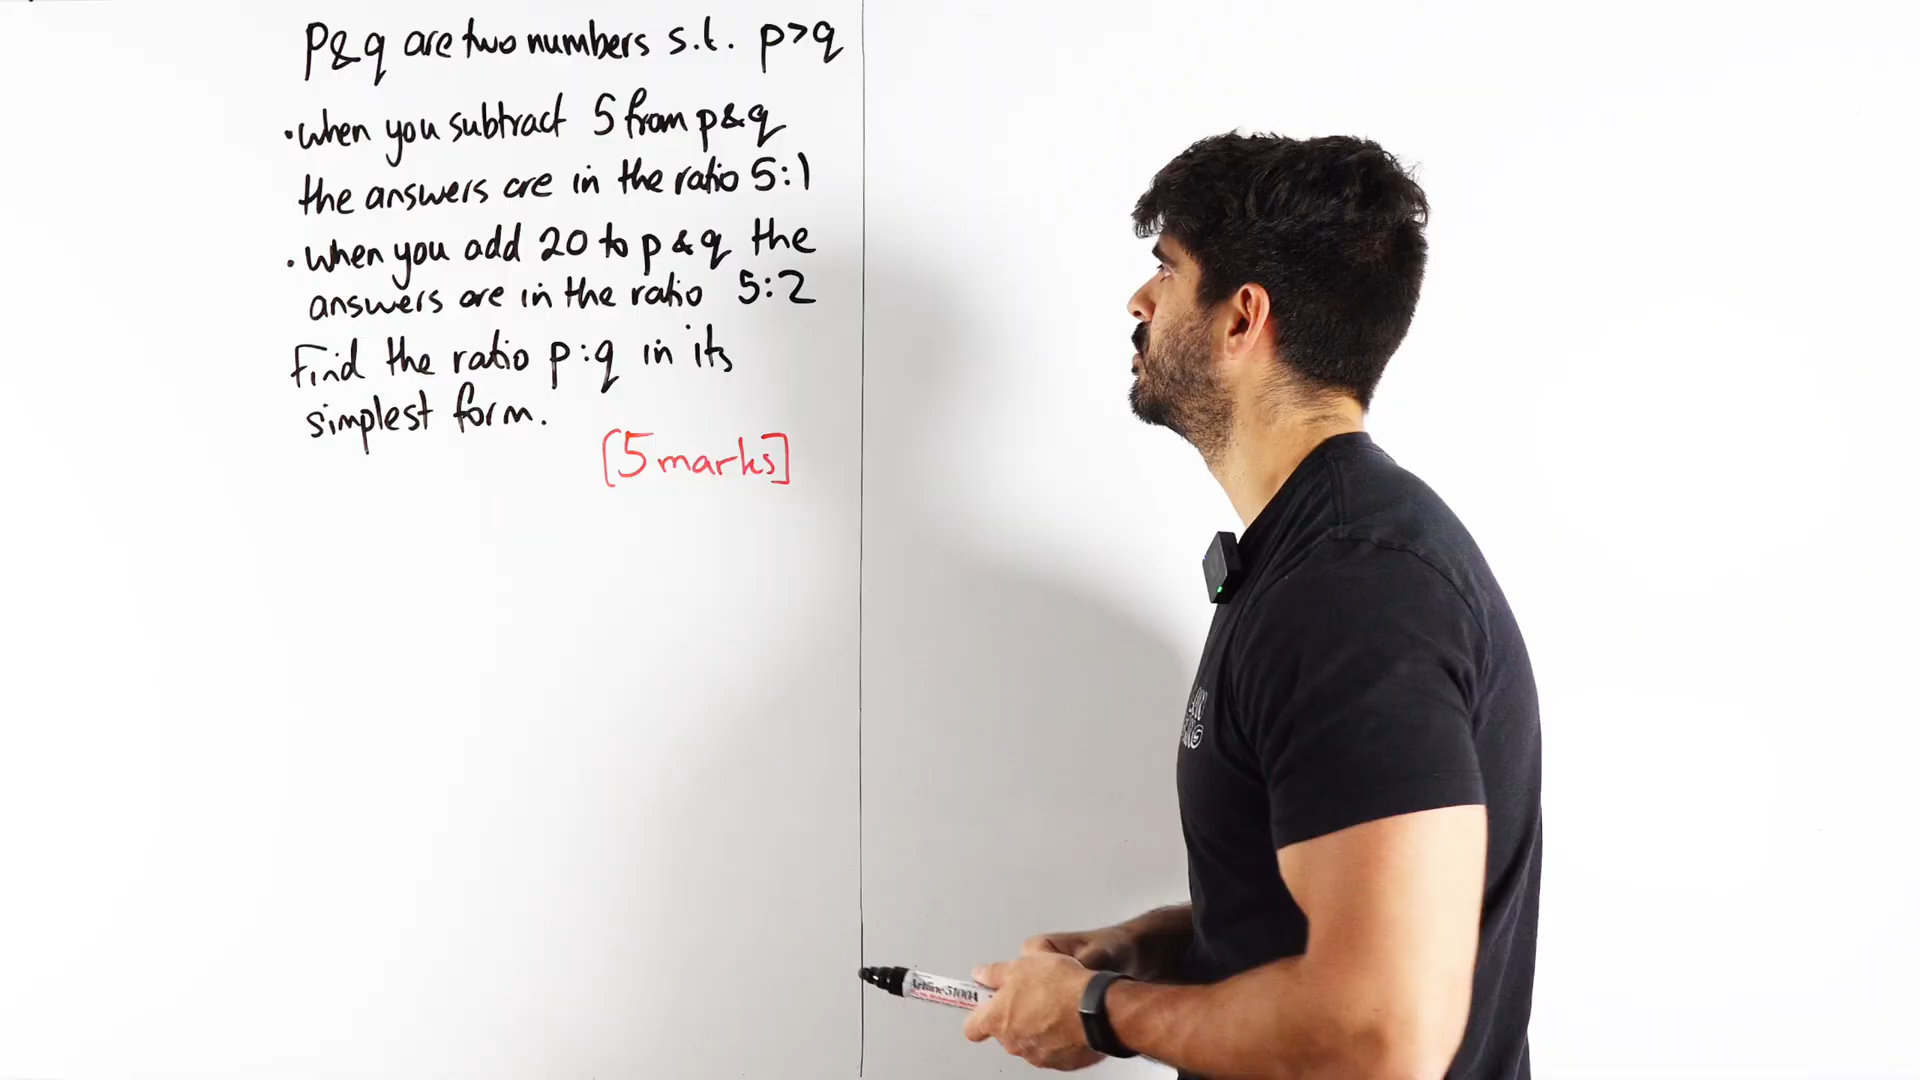 p&q are two numbers s.t. p>q
• When you subtract 5 from p&q
the answers are in the ratio 5:1
• When you add 20 to p & q the
answers are in the ratio 5:2
Find the ratio p:q in its
simplest form.
[5 marks]
Artline 5100A